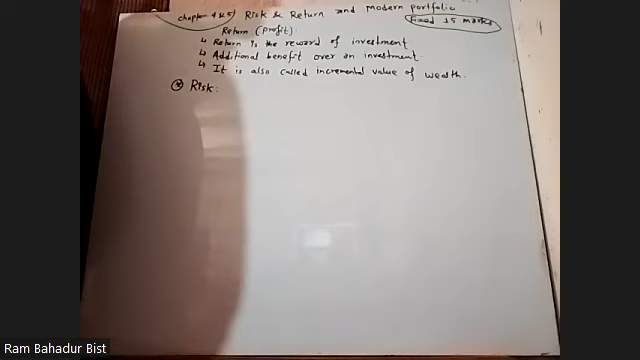 chapter 4 & 5) Risk & Return and modern portfolio
fixed 15 marks
Return (profit):
↳ Return is the reward of investment
↳ Additional benefit over an investment.
↳ It is also called incremental value of wealth.
* Risk:
Ram Bahadur Bist